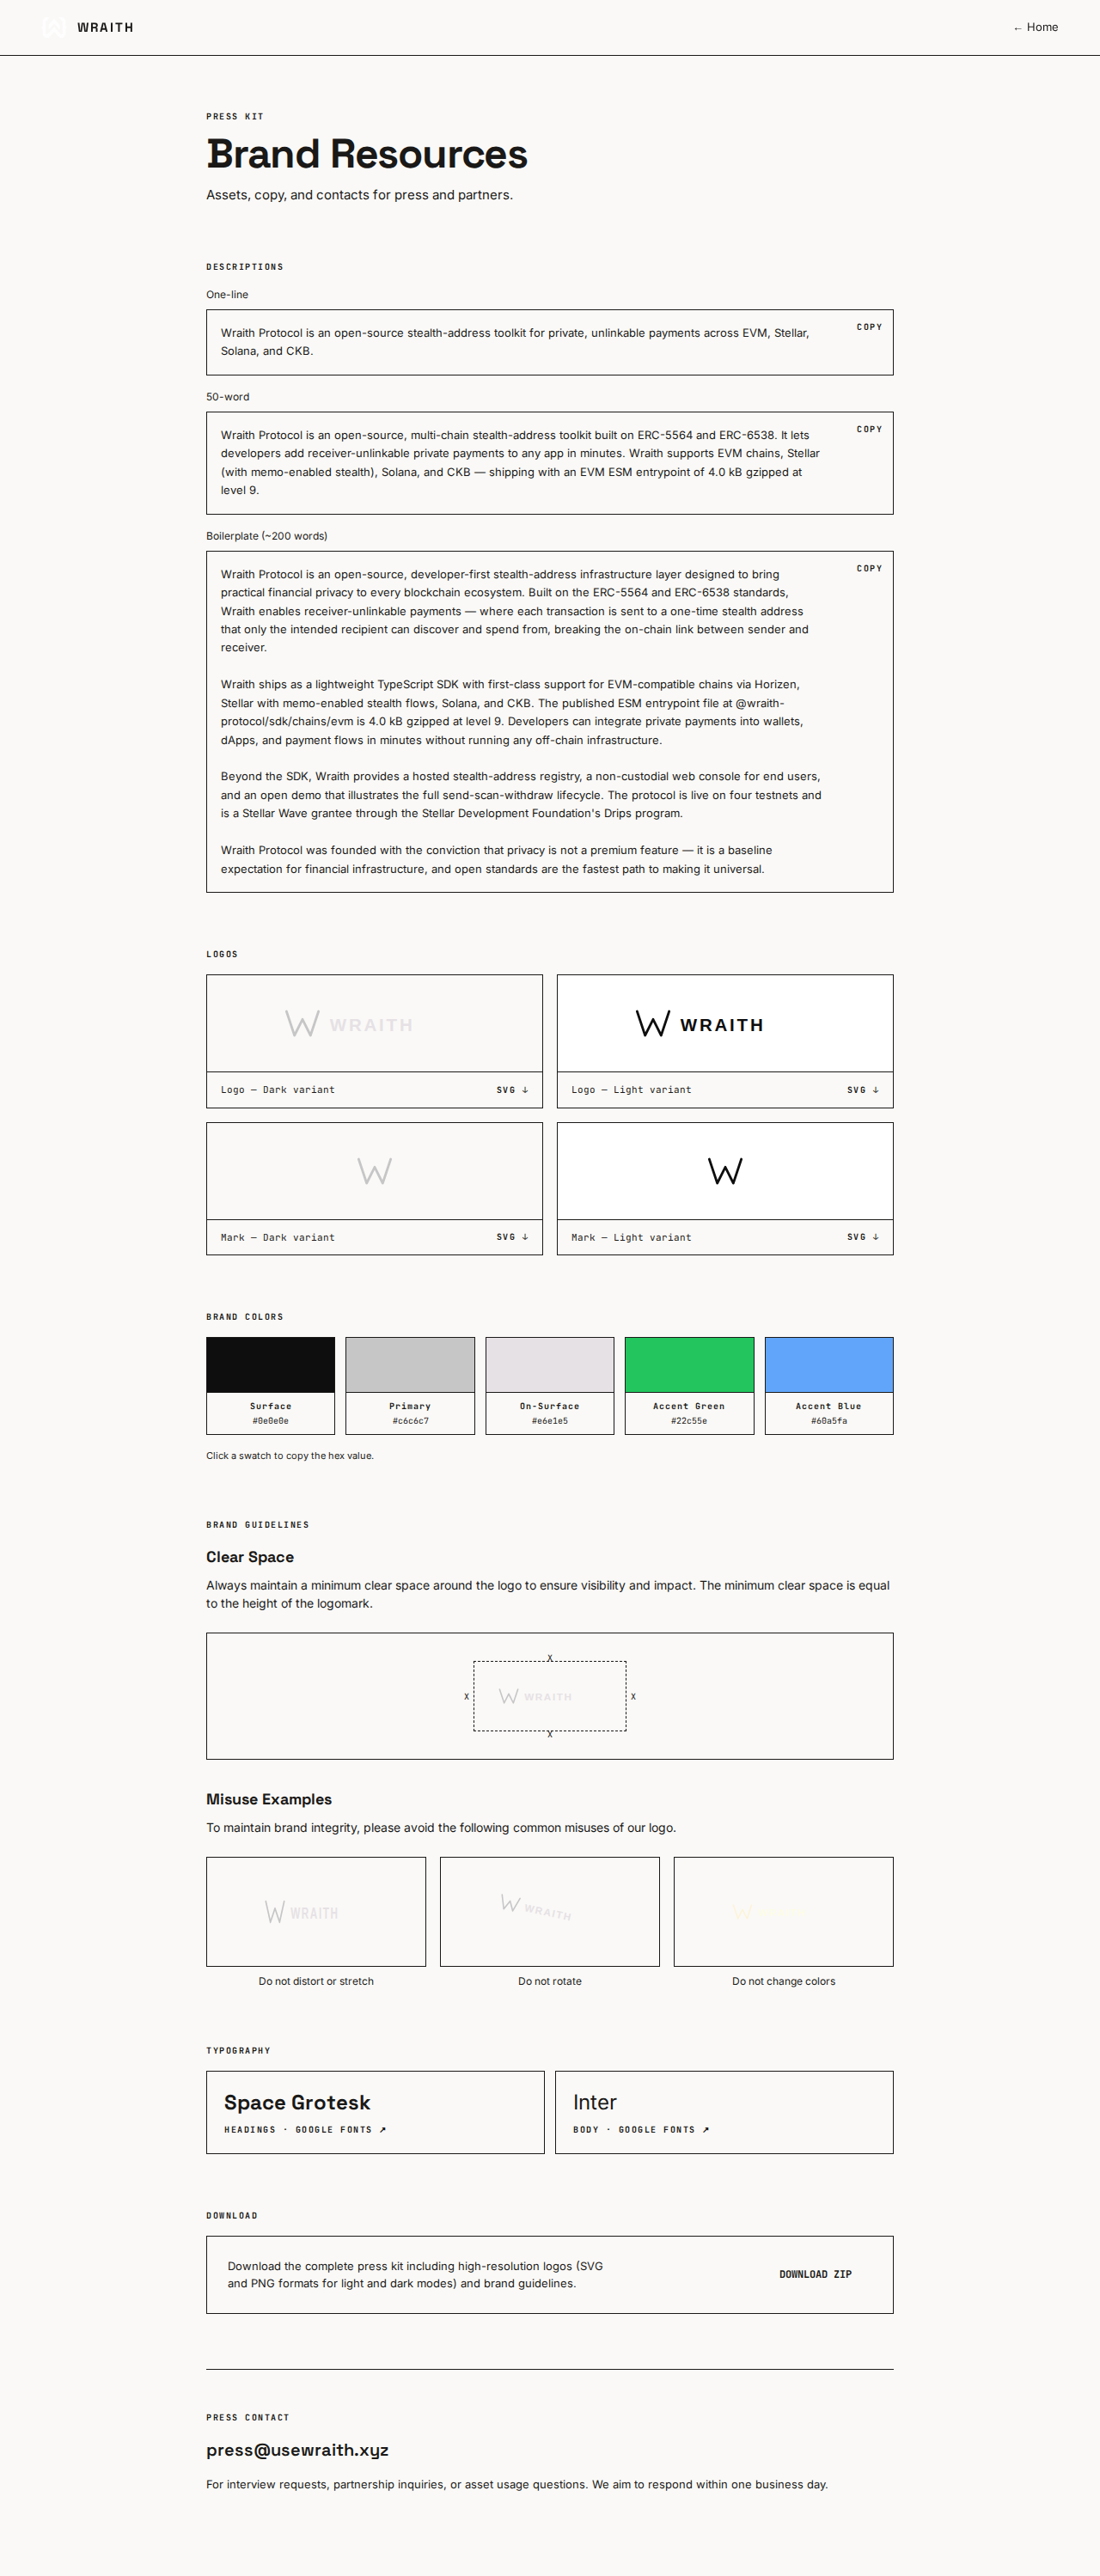 WRAITH
← Home
PRESS KIT
Brand Resources
Assets, copy, and contacts for press and partners.
DESCRIPTIONS
One-line
Wraith Protocol is an open-source stealth-address toolkit for private, unlinkable payments across EVM, Stellar,
Solana, and CKB.
COPY
50-word
Wraith Protocol is an open-source, multi-chain stealth-address toolkit built on ERC-5564 and ERC-6538. It lets
developers add receiver-unlinkable private payments to any app in minutes. Wraith supports EVM chains, Stellar
(with memo-enabled stealth), Solana, and CKB — shipping with an EVM ESM entrypoint of 4.0 kB gzipped at
level 9.
COPY
Boilerplate (~200 words)
Wraith Protocol is an open-source, developer-first stealth-address infrastructure layer designed to bring
practical financial privacy to every blockchain ecosystem. Built on the ERC-5564 and ERC-6538 standards,
Wraith enables receiver-unlinkable payments — where each transaction is sent to a one-time stealth address
that only the intended recipient can discover and spend from, breaking the on-chain link between sender and
receiver.
Wraith ships as a lightweight TypeScript SDK with first-class support for EVM-compatible chains via Horizen,
Stellar with memo-enabled stealth flows, Solana, and CKB. The published ESM entrypoint file at @wraith-
protocol/sdk/chains/evm is 4.0 kB gzipped at level 9. Developers can integrate private payments into wallets,
dApps, and payment flows in minutes without running any off-chain infrastructure.
Beyond the SDK, Wraith provides a hosted stealth-address registry, a non-custodial web console for end users,
and an open demo that illustrates the full send-scan-withdraw lifecycle. The protocol is live on four testnets and
is a Stellar Wave grantee through the Stellar Development Foundation's Drips program.
Wraith Protocol was founded with the conviction that privacy is not a premium feature — it is a baseline
expectation for financial infrastructure, and open standards are the fastest path to making it universal.
COPY
LOGOS
W WRAITH
Logo — Dark variant
SVG ↓
W WRAITH
Logo — Light variant
SVG ↓
W
Mark — Dark variant
SVG ↓
W
Mark — Light variant
SVG ↓
BRAND COLORS
Surface
#0e0e0e
Primary
#c6c6c7
On-Surface
#e6e1e5
Accent Green
#22c55e
Accent Blue
#60a5fa
Click a swatch to copy the hex value.
BRAND GUIDELINES
Clear Space
Always maintain a minimum clear space around the logo to ensure visibility and impact. The minimum clear space is equal
to the height of the logomark.
X
X
W WRAITH
X
X
Misuse Examples
To maintain brand integrity, please avoid the following common misuses of our logo.
W WRAITH
W WRAITH
Do not distort or stretch
Do not rotate
Do not change colors
TYPOGRAPHY
Space Grotesk
HEADINGS · GOOGLE FONTS ↗
Inter
BODY · GOOGLE FONTS ↗
DOWNLOAD
Download the complete press kit including high-resolution logos (SVG
and PNG formats for light and dark modes) and brand guidelines.
DOWNLOAD ZIP
PRESS CONTACT
press@usewraith.xyz
For interview requests, partnership inquiries, or asset usage questions. We aim to respond within one business day.